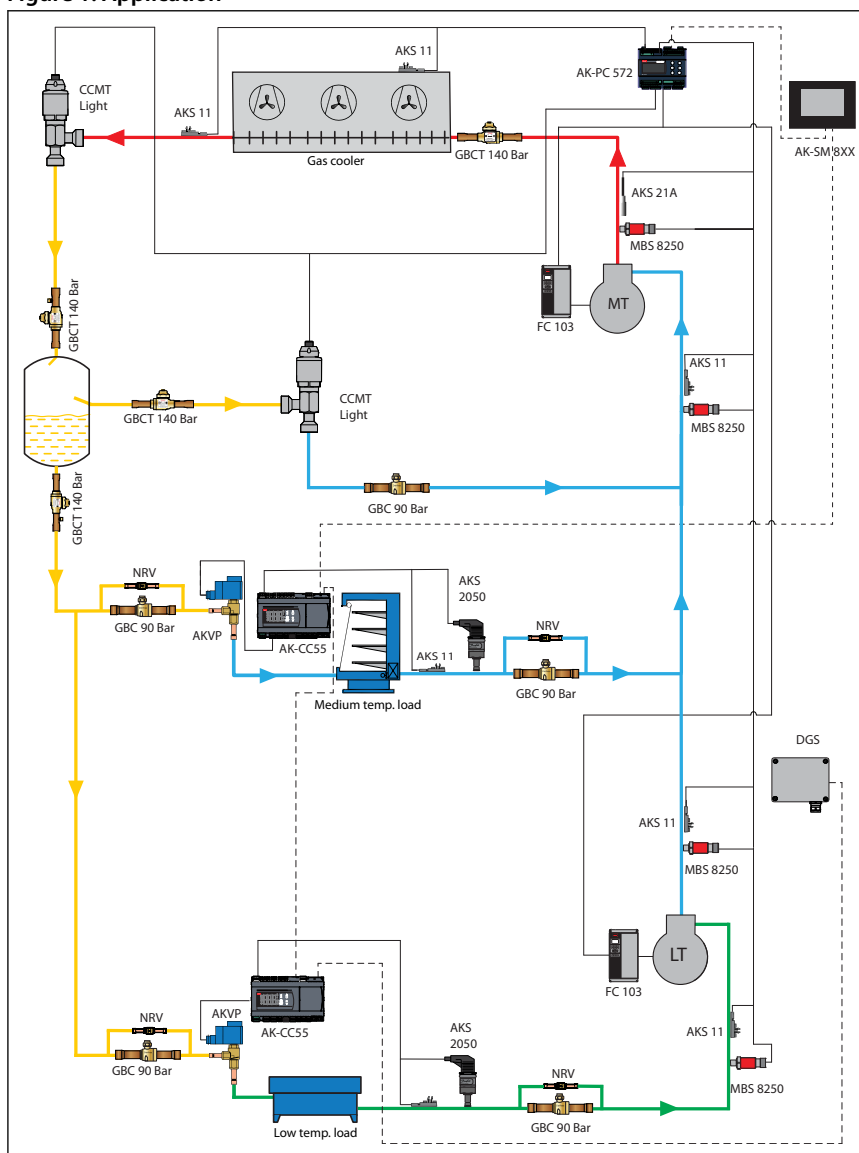 Figure 1: Application
CCMT
Light
AKS 11
AKS 11
AK-PC 572
AK-SM 8XX
Gas cooler
GBCT 140 Bar
AKS 21A
MBS 8250
GBCT 140 Bar
FC 103
MT
CCMT
Light
AKS 11
MBS 8250
GBCT 140 Bar
GBCT 140 Bar
GBC 90 Bar
NRV
GBC 90 Bar
AKVP
AK-CC55
AKS
2050
AKS 11
NRV
GBC 90 Bar
Medium temp. load
DGS
AKS 11
MBS 8250
LT
FC 103
NRV
GBC 90 Bar
AKVP
AK-CC55
AKS
2050
NRV
GBC 90 Bar
AKS 11
MBS 8250
Low temp. load